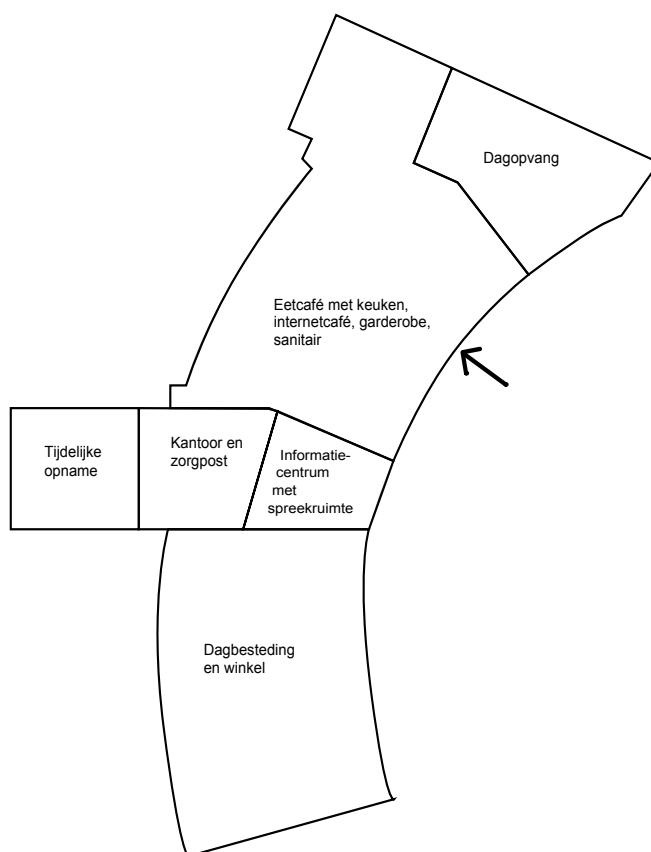 Dagopvang
Eetcafé met keuken,
internetcafé, garderobe,
sanitair
Tijdelijke
opname
Kantoor en
zorgpost
Informatie-
centrum
met
spreekruimte
Dagbesteding
en winkel